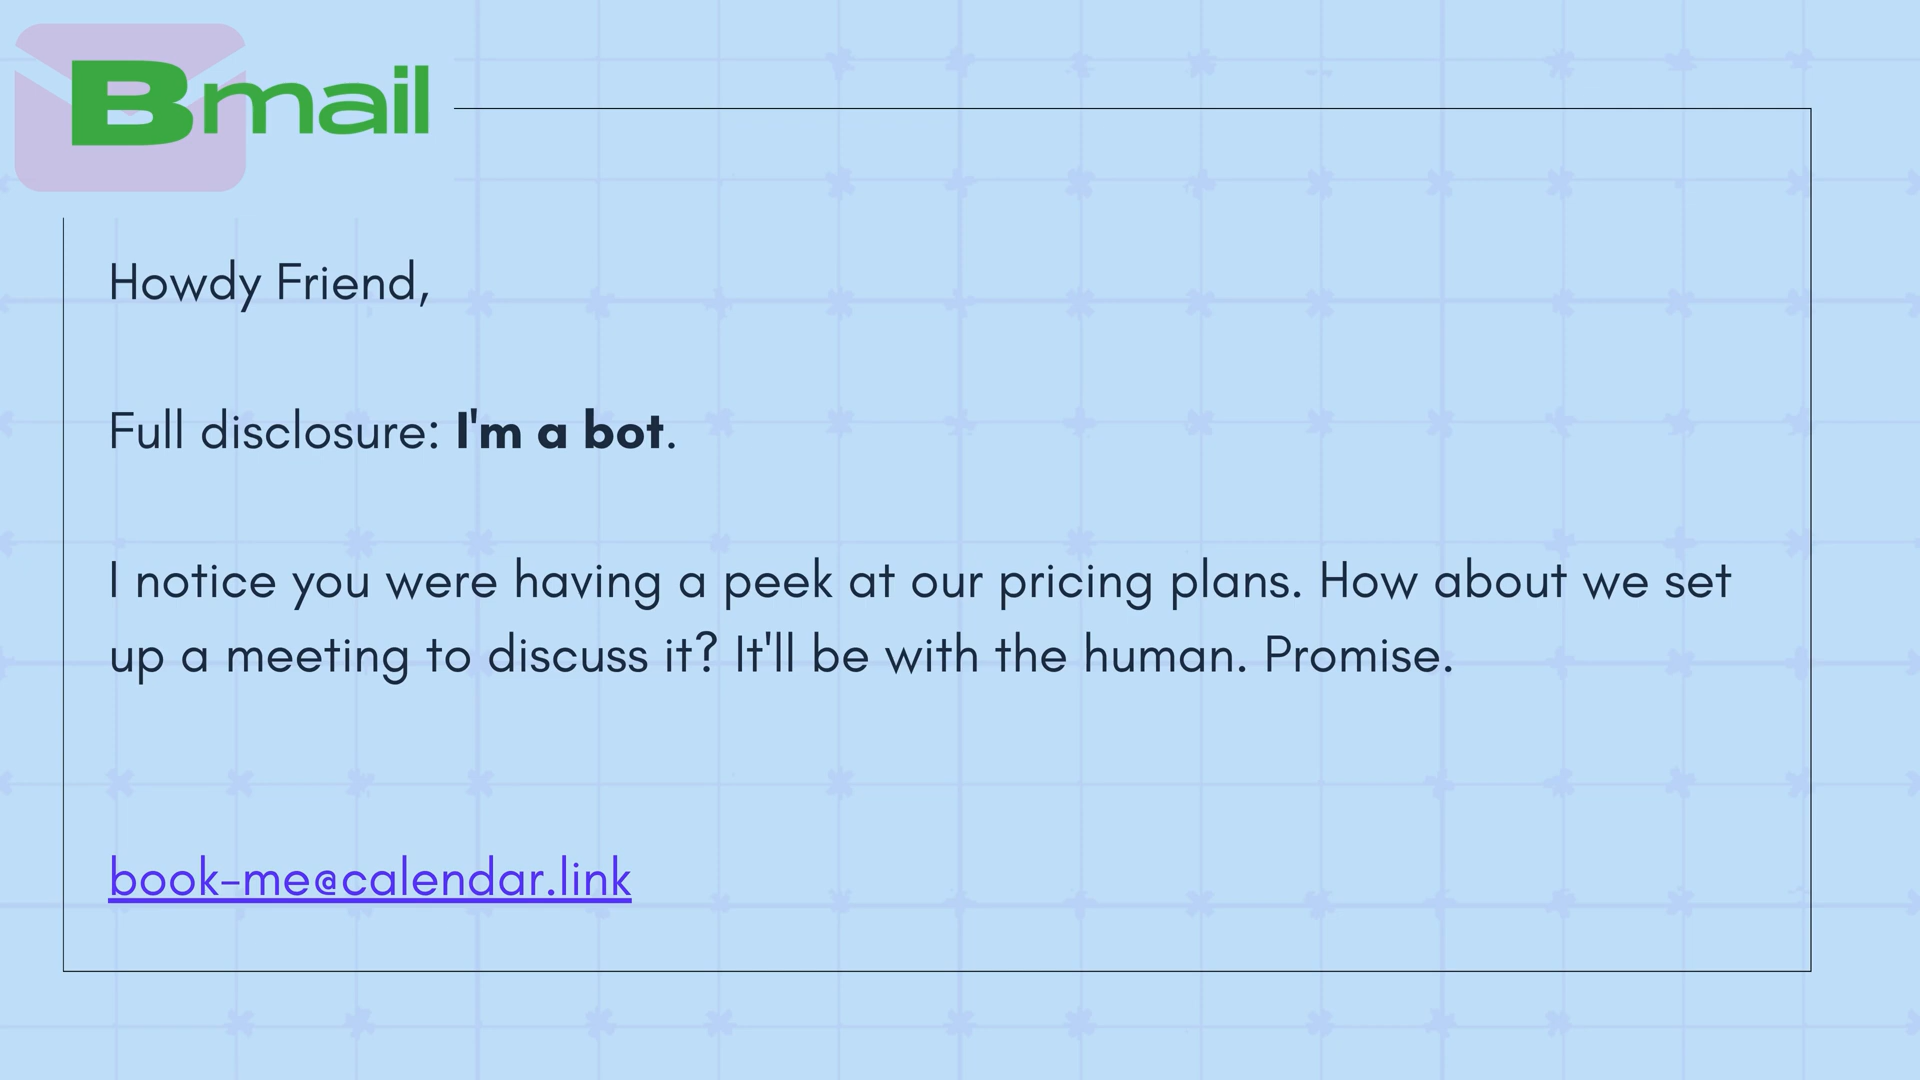 Bmail
Howdy Friend,
Full disclosure: I'm a bot.
I notice you were having a peek at our pricing plans. How about we set
up a meeting to discuss it? It'll be with the human. Promise.
book-me@calendar.link